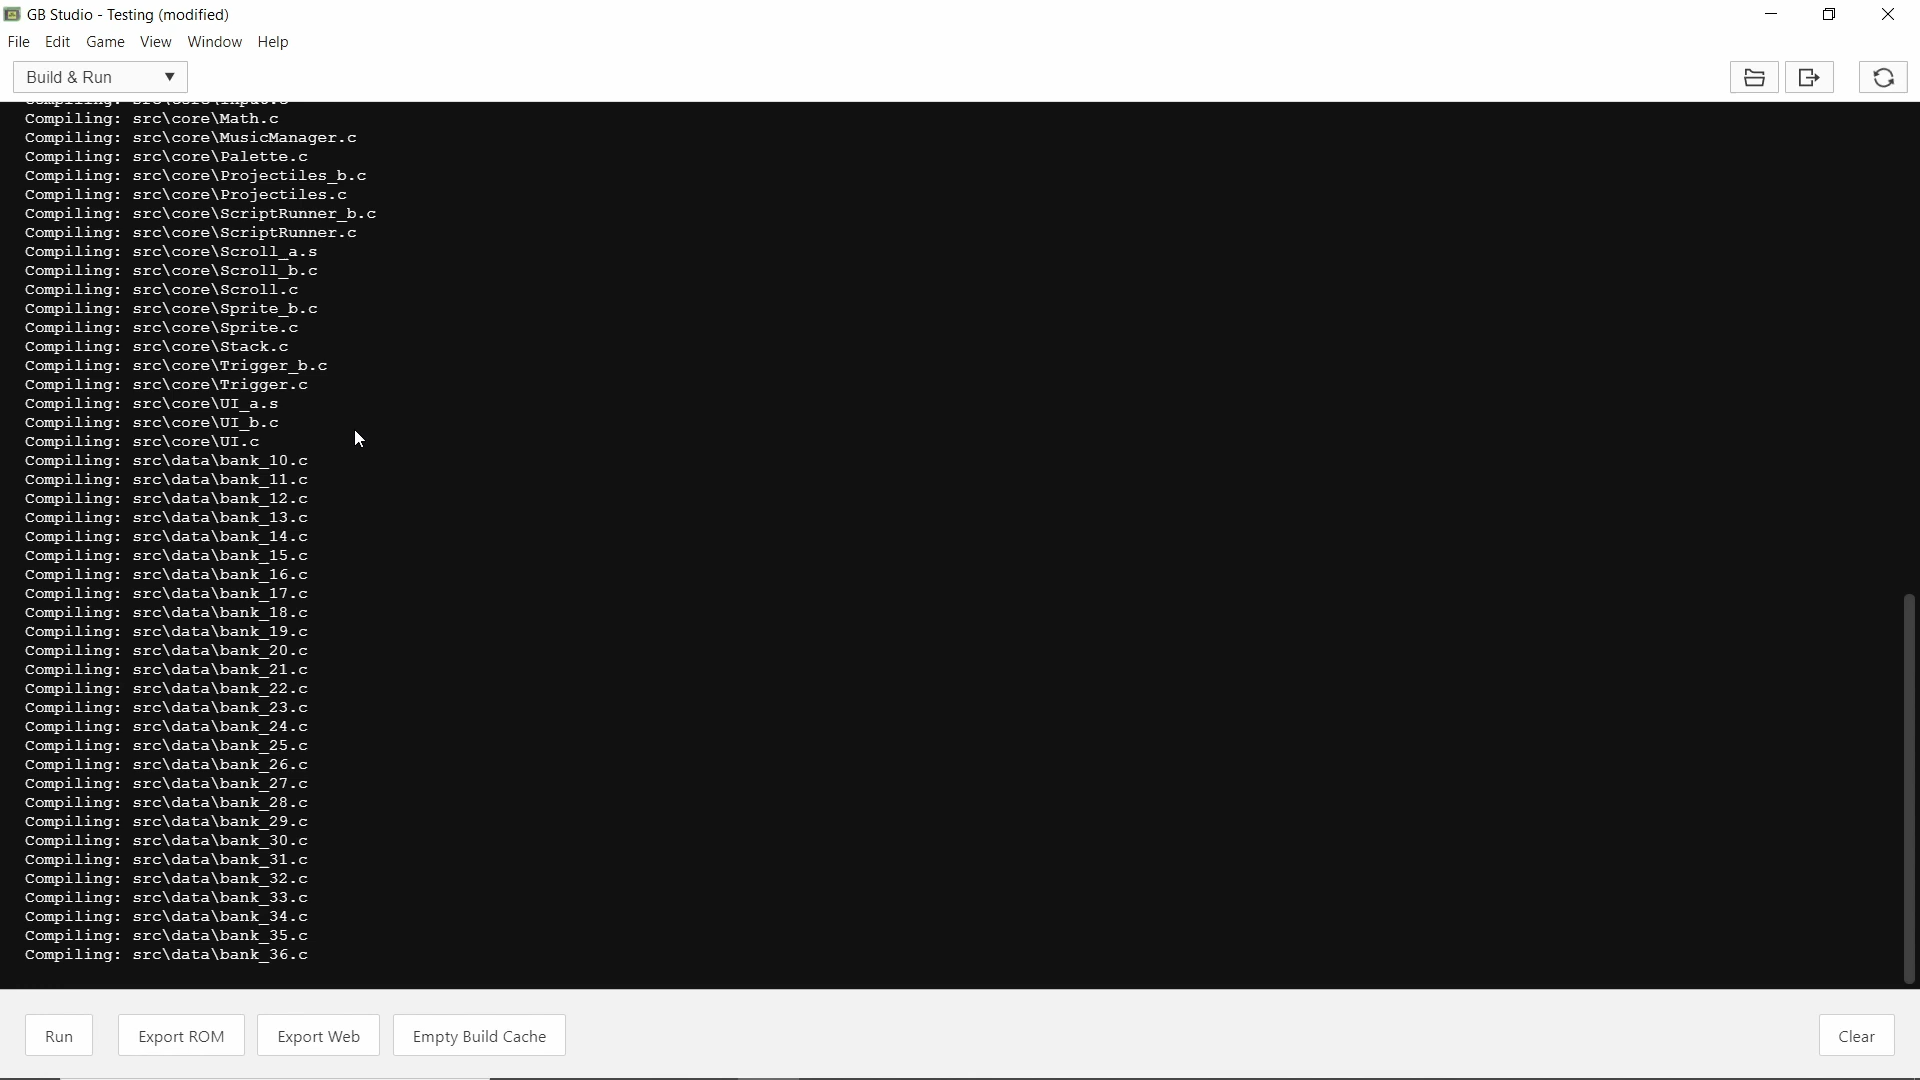 GB Studio - Testing (modified)
File Edit Game View Window Help
Build & Run
Compiling: src\core\Math.c
Compiling: src\core\MusicManager.c
Compiling: src\core\Palette.c
Compiling: src\core\Projectiles_b.c
Compiling: src\core\Projectiles.c
Compiling: src\core\ScriptRunner_b.c
Compiling: src\core\ScriptRunner.c
Compiling: src\core\Scroll_a.s
Compiling: src\core\Scroll_b.c
Compiling: src\core\Scroll.c
Compiling: src\core\Sprite_b.c
Compiling: src\core\Sprite.c
Compiling: src\core\Stack.c
Compiling: src\core\Trigger_b.c
Compiling: src\core\Trigger.c
Compiling: src\core\UI_a.s
Compiling: src\core\UI_b.c
Compiling: src\core\UI.c
Compiling: src\data\bank_10.c
Compiling: src\data\bank_11.c
Compiling: src\data\bank_12.c
Compiling: src\data\bank_13.c
Compiling: src\data\bank_14.c
Compiling: src\data\bank_15.c
Compiling: src\data\bank_16.c
Compiling: src\data\bank_17.c
Compiling: src\data\bank_18.c
Compiling: src\data\bank_19.c
Compiling: src\data\bank_20.c
Compiling: src\data\bank_21.c
Compiling: src\data\bank_22.c
Compiling: src\data\bank_23.c
Compiling: src\data\bank_24.c
Compiling: src\data\bank_25.c
Compiling: src\data\bank_26.c
Compiling: src\data\bank_27.c
Compiling: src\data\bank_28.c
Compiling: src\data\bank_29.c
Compiling: src\data\bank_30.c
Compiling: src\data\bank_31.c
Compiling: src\data\bank_32.c
Compiling: src\data\bank_33.c
Compiling: src\data\bank_34.c
Compiling: src\data\bank_35.c
Compiling: src\data\bank_36.c
Run Export ROM Export Web Empty Build Cache Clear